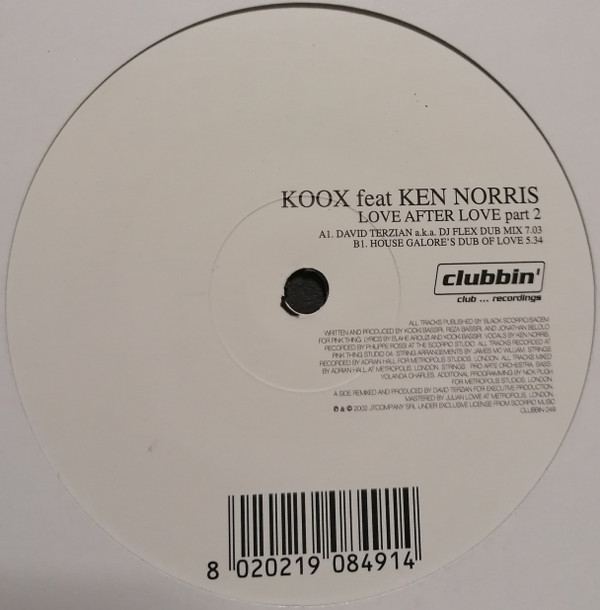 KOOX feat KEN NORRIS
LOVE AFTER LOVE part 2
A1. DAVID TERZIAN a.k.a. DJ FLEX DUB MIX 7.03
B1. HOUSE GALORE'S DUB OF LOVE 5.34
clubbin'
club ... recordings
ALL TRACKS PUBLISHED BY BLACK SCORPIO/SACEM
WRITTEN AND PRODUCED BY KOOKI BASSIRI, REZA BASSIRI, AND JONATHAN BELOLO
FOR PINK THING. LYRICS BY ELAHE AROUZI AND KOOKI BASSIRI. VOCALS BY KEN NORRIS.
RECORDED BY PHILIPPE ROSSI AT THE SCORPIO STUDIO. ALL TRACKS RECORDED AT
PINK THING STUDIO 04. STRING ARRANGEMENTS BY JAMES MC WILLIAM. STRINGS
RECORDED BY ADRIAN HALL FOR METROPOLIS STUDIOS. LONDON. ALL TRACKS MIXED
BY ADRIAN HALL AT METROPOLIS. LONDON. STRINGS : PRO ARTE ORCHESTRA. BASS:
YOLANDA CHARLES. ADDITIONAL PROGRAMMING BY NICK PUGH
FOR METROPOLIS STUDIOS. LONDON.
A SIDE REMIXED AND PRODUCED BY DAVID TERZIAN FOR EXECUTIVE PRODUCTION.
MASTERED BY JULIAN LOWE AT METROPOLIS. LONDON.
℗ & © 2002 J.T.COMPANY SRL UNDER EXCLUSIVE LICENSE FROM SCORPIO MUSIC
CLUBBIN 248
8 020219 084914